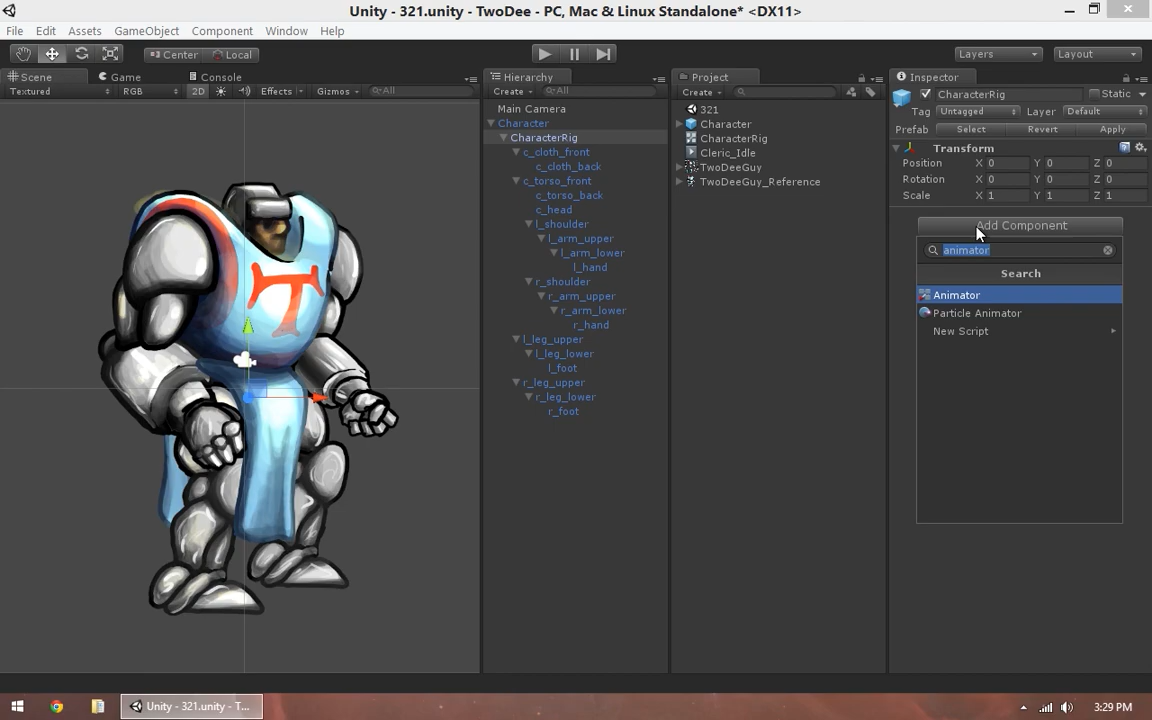 Unity - 321.unity - TwoDee - PC, Mac & Linux Standalone* <DX11>
File Edit Assets GameObject Component Window Help
Center Local Layers Layout
Scene Game Console
Textured RGB 2D Effects Gizmos All
Hierarchy
Create All
Main Camera
Character
CharacterRig
c_cloth_front
c_cloth_back
c_torso_front
c_torso_back
c_head
l_shoulder
l_arm_upper
l_arm_lower
l_hand
r_shoulder
r_arm_upper
r_arm_lower
r_hand
l_leg_upper
l_leg_lower
l_foot
r_leg_upper
r_leg_lower
r_foot
Project
Create
321
Character
CharacterRig
Cleric_Idle
TwoDeeGuy
TwoDeeGuy_Reference
Inspector
CharacterRig Static
Tag Untagged Layer Default
Prefab Select Revert Apply
Transform
Position X 0 Y 0 Z 0
Rotation X 0 Y 0 Z 0
Scale X 1 Y 1 Z 1
Add Component
animator
Search
Animator
Particle Animator
New Script
T
Unity - 321.unity - T...
3:29 PM